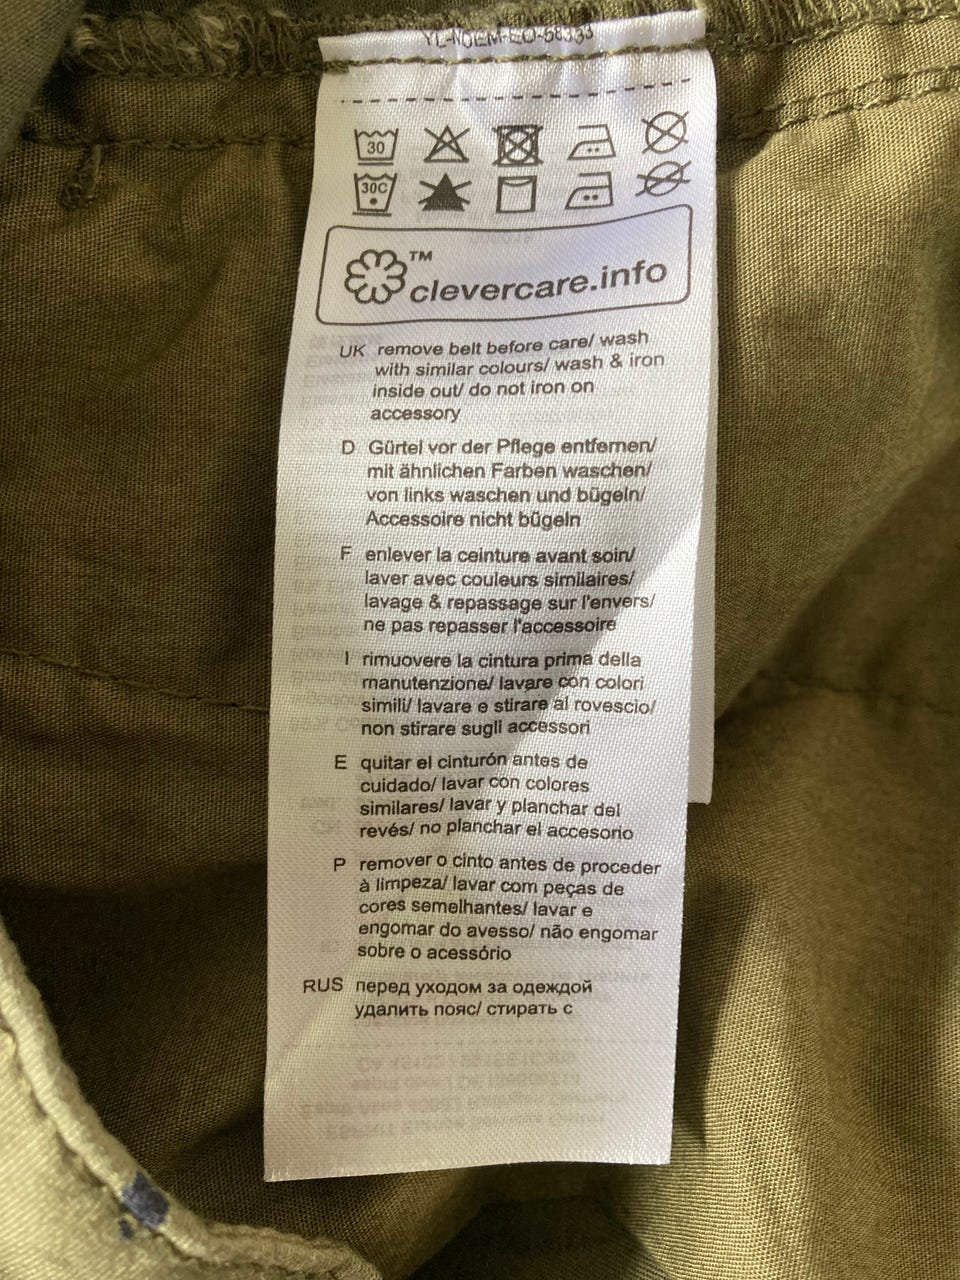 30
30C
TM
clevercare.info
UK remove belt before care/ wash
with similar colours/ wash & iron
inside out/ do not iron on
accessory
D Gürtel vor der Pflege entfernen/
mit ähnlichen Farben waschen/
von links waschen und bügeln/
Accessoire nicht bügeln
F enlever la ceinture avant soin/
laver avec couleurs similaires/
lavage & repassage sur l'envers/
ne pas repasser l'accessoire
I rimuovere la cintura prima della
manutenzione/ lavare con colori
simili/ lavare e stirare al rovescio/
non stirare sugli accessori
E quitar el cinturón antes de
cuidado/ lavar con colores
similares/ lavar y planchar del
revés/ no planchar el accesorio
P remover o cinto antes de proceder
à limpeza/ lavar com peças de
cores semelhantes/ lavar e
engomar do avesso/ não engomar
sobre o acessório
RUS перед уходом за одеждой
удалить пояс/ стирать с